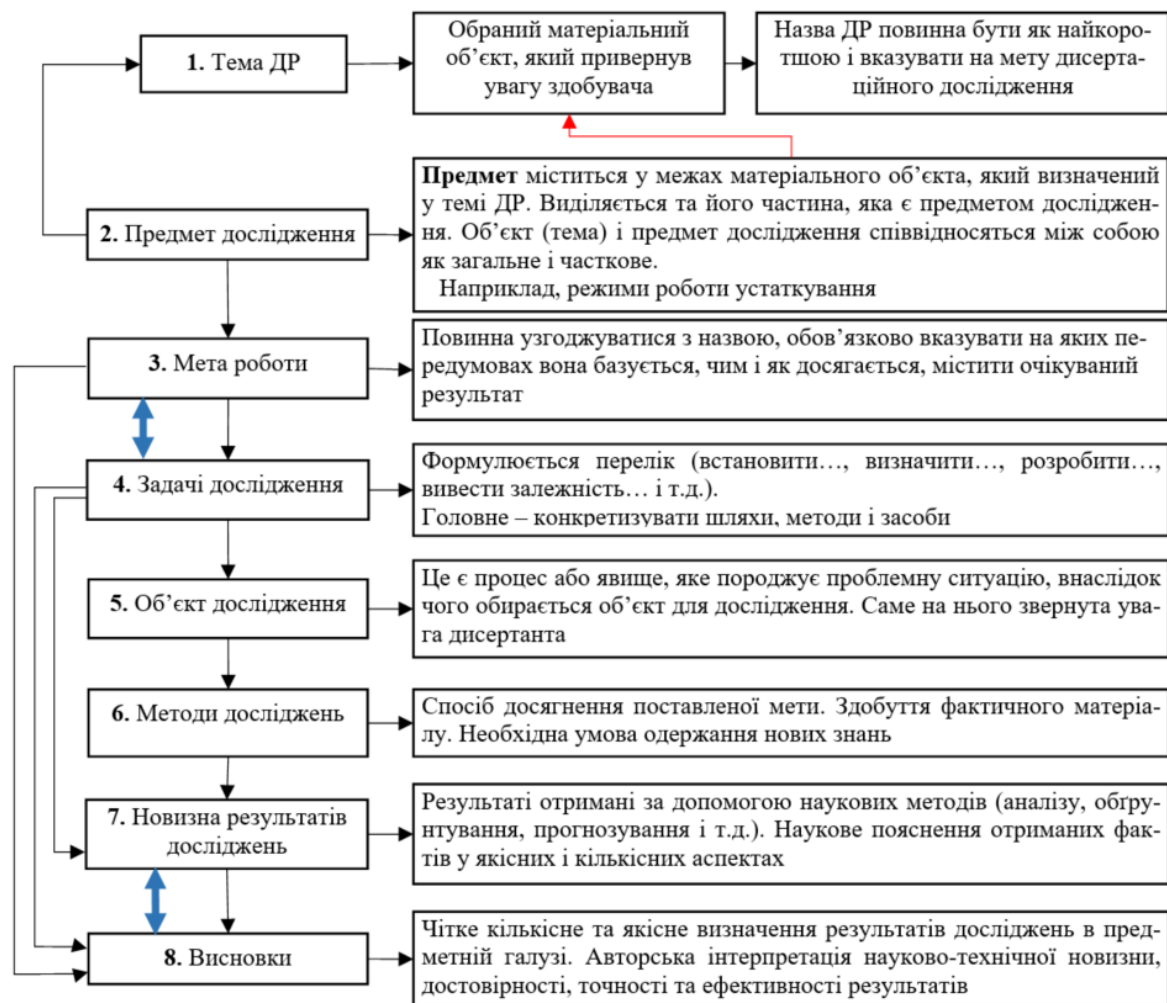 1. Тема ДР
Обраний матеріальний
об’єкт, який привернув
увагу здобувача
Назва ДР повинна бути як найкоро-
тшою і вказувати на мету дисерта-
ційного дослідження
2. Предмет дослідження
Предмет міститься у межах матеріального об’єкта, який визначений
у темі ДР. Виділяється та його частина, яка є предметом дослiджен-
ня. Об’єкт (тема) і предмет дослідження співвідносяться між собою
як загальне і часткове.
Наприклад, режими роботи устаткування
3. Мета роботи
Повинна узгоджуватися з назвою, обов’язково вказувати на яких пе-
редумовах вона базується, чим і як досягається, містити очікуваний
результат
4. Задачі дослідження
Формулюється перелік (встановити…, визначити…, розробити…,
вивести залежність… і т.д.).
Головне – конкретизувати шляхи, методи і засоби
5. Об’єкт дослідження
Це є процес або явище, яке породжує проблемну ситуацію, внаслідок
чого обирається об’єкт для дослідження. Саме на нього звернута ува-
га дисертанта
6. Методи досліджень
Спосіб досягнення поставленої мети. Здобуття фактичного матеріа-
лу. Необхідна умова одержання нових знань
7. Новизна результатів
досліджень
Результаті отримані за допомогою наукових методів (аналізу, обґру-
нтування, прогнозування і т.д.). Наукове пояснення отриманих фак-
тів у якісних і кількісних аспектах
8. Висновки
Чітке кількісне та якісне визначення результатів досліджень в пред-
метній галузі. Авторська інтерпретація науково-технічної новизни,
достовірності, точності та ефективності результатів